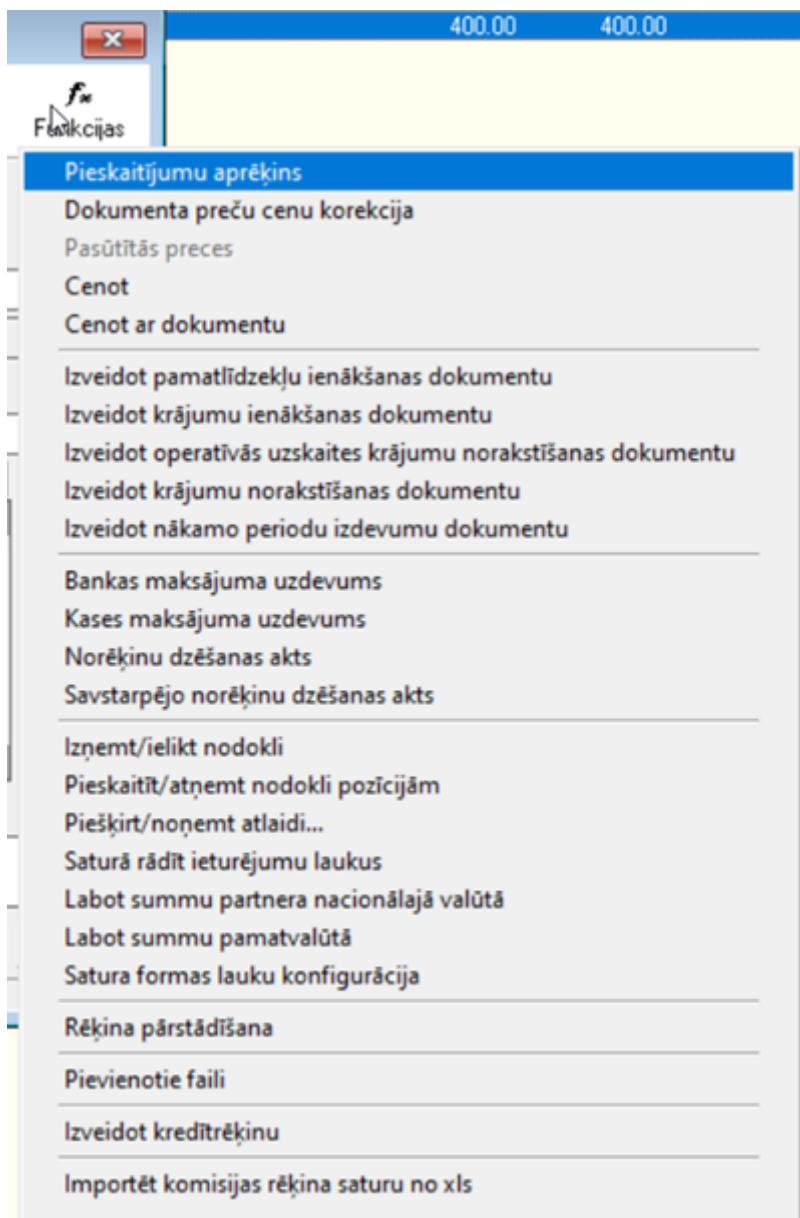 400.00 400.00
Funkcijas
Pieskaitījumu aprēķins
Dokumenta preču cenu korekcija
Pasūtītās preces
Cenot
Cenot ar dokumentu
Izveidot pamatlīdzekļu ienākšanas dokumentu
Izveidot krājumu ienākšanas dokumentu
Izveidot operatīvās uzskaites krājumu norakstīšanas dokumentu
Izveidot krājumu norakstīšanas dokumentu
Izveidot nākamo periodu izdevumu dokumentu
Bankas maksājuma uzdevums
Kases maksājuma uzdevums
Norēķinu dzēšanas akts
Savstarpējo norēķinu dzēšanas akts
Izņemt/ielikt nodokli
Pieskaitīt/atņemt nodokli pozīcijām
Piešķirt/noņemt atlaidi...
Saturā rādīt ieturējumu laukus
Labot summu partnera nacionālajā valūtā
Labot summu pamatvalūtā
Satura formas lauku konfigurācija
Rēķina pārstādīšana
Pievienotie faili
Izveidot kredītrēķinu
Importēt komisijas rēķina saturu no xls